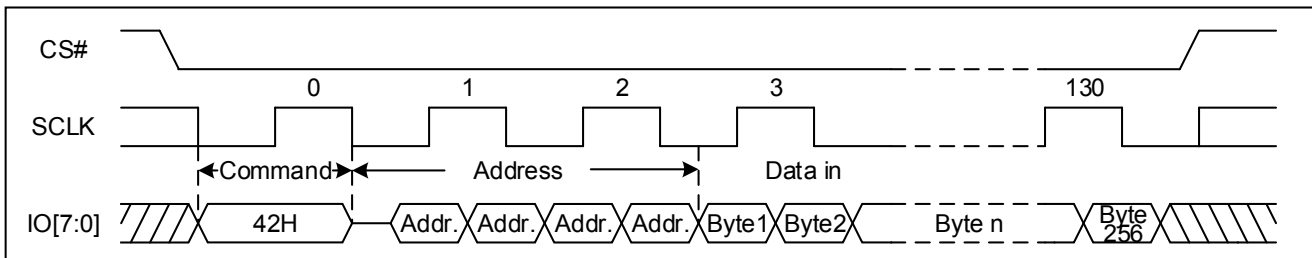 CS#
0 1 2 3 130
SCLK
Command Address Data in
IO[7:0] 42H Addr. Addr. Addr. Addr. Byte1 Byte2 Byte n Byte
256